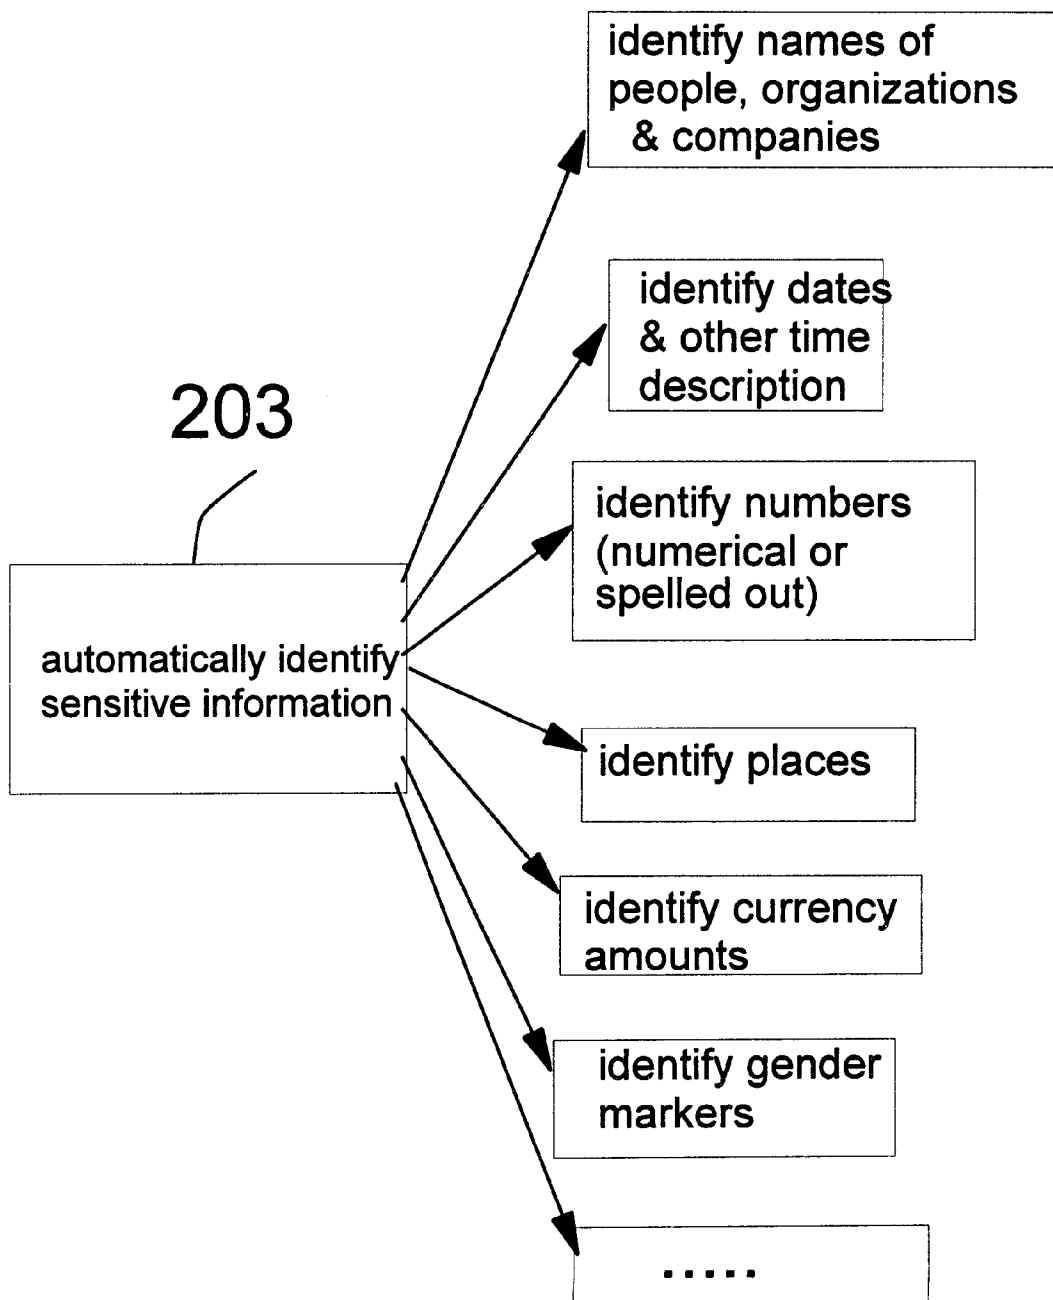 identify names of
people, organizations
& companies
identify dates
& other time
description
203
identify numbers
(numerical or
spelled out)
automatically identify
sensitive information
identify places
identify currency
amounts
identify gender
markers
.....